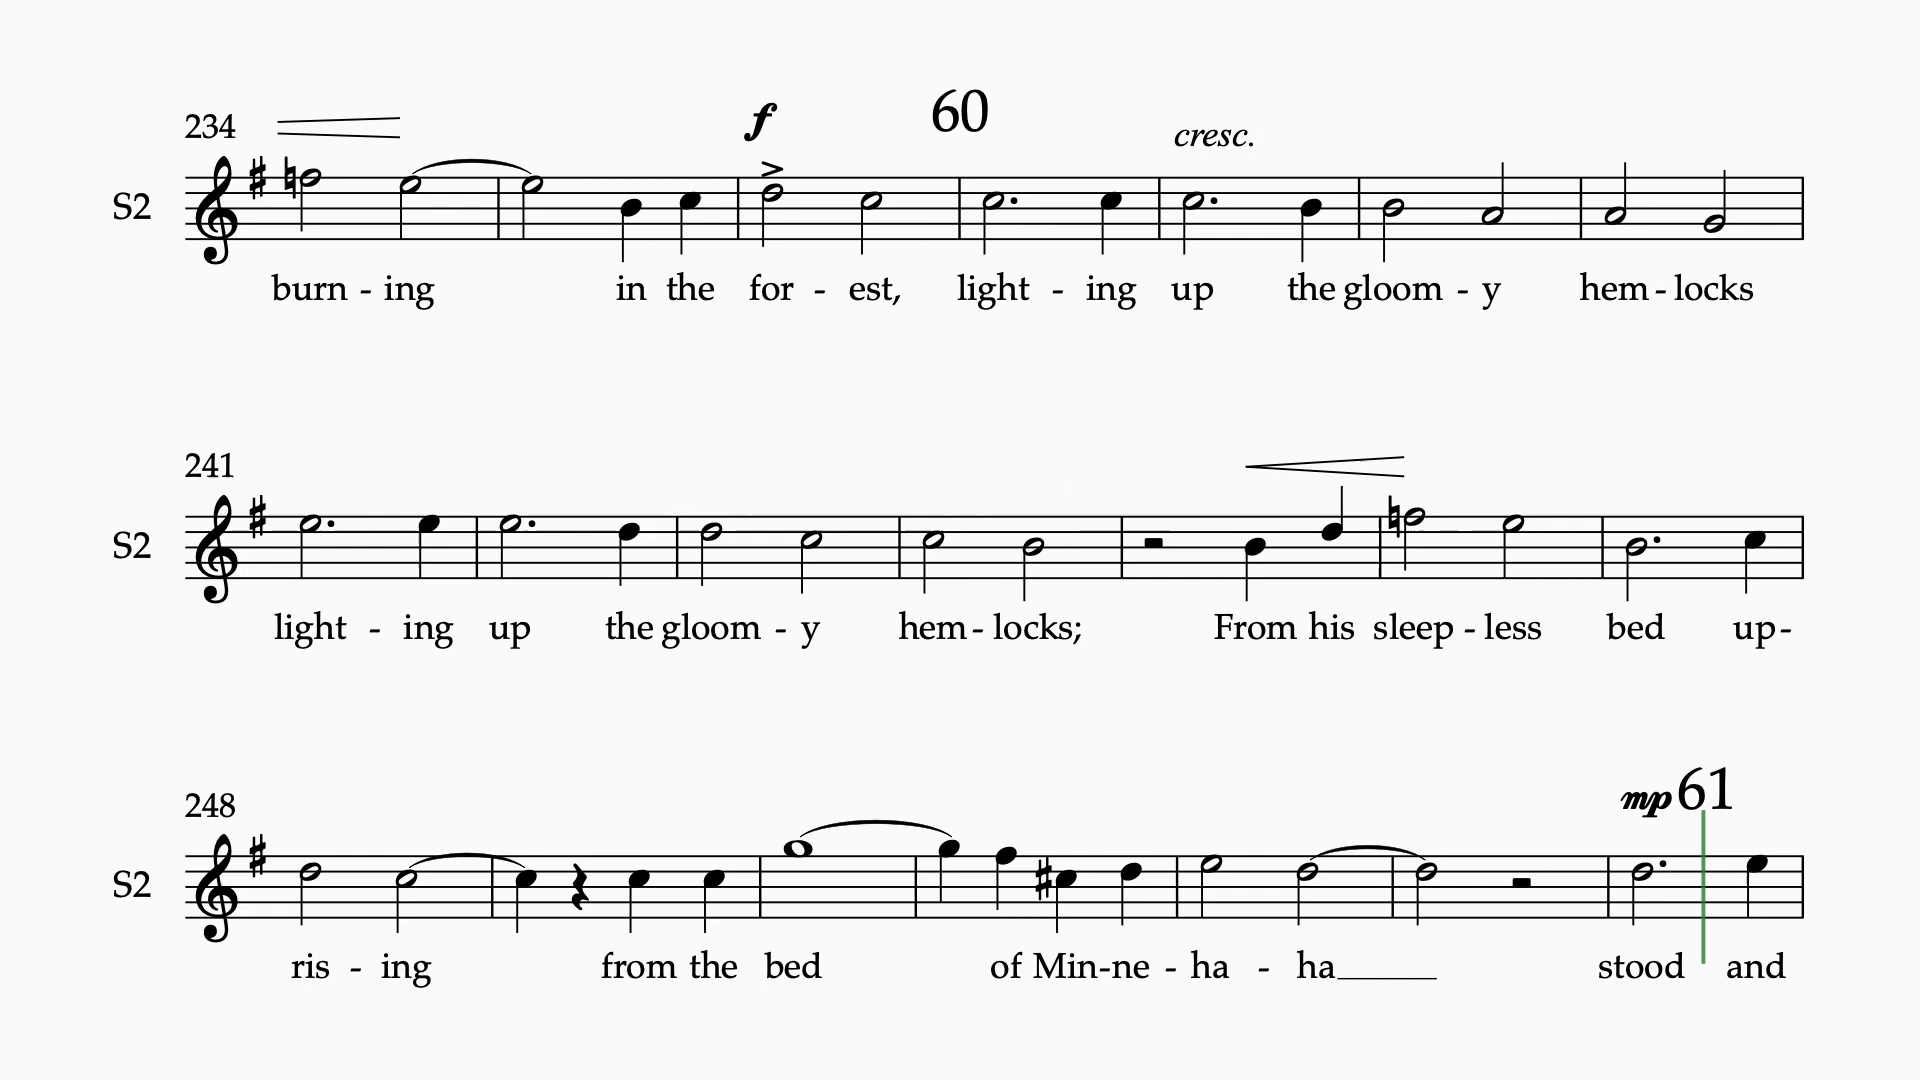 234 f 60 cresc.
S2
burn - ing in the for - est, light - ing up the gloom - y hem - locks
241
S2
light - ing up the gloom - y hem - locks; From his sleep - less bed up -
248 mp 61
S2
ris - ing from the bed of Min - ne - ha - ha____ stood and